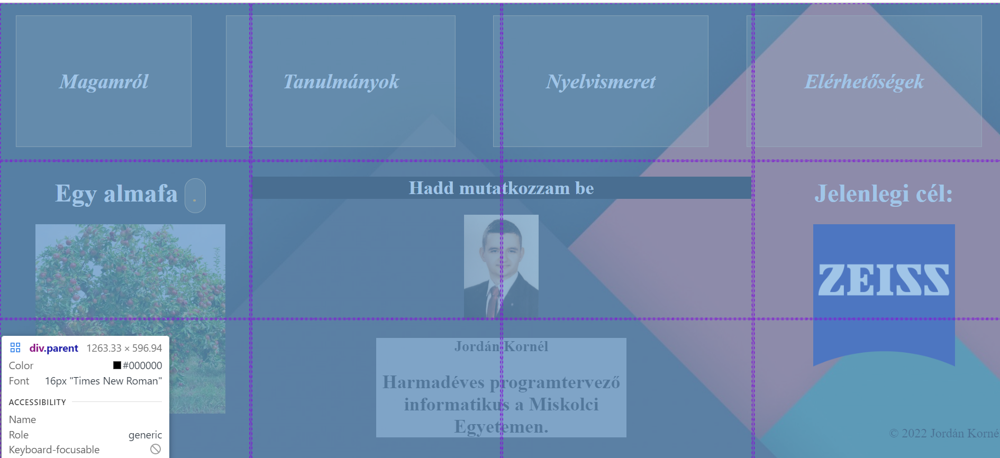 Magamról
Tanulmányok
Nyelvismeret
Elérhetőségek
Egy almafa .
Hadd mutatkozzam be
Jelenlegi cél:
ZEISS
Jordán Kornél
Harmadéves programtervező
informatikus a Miskolci
Egyetemen.
© 2022 Jordán Korné
div.parent 1263.33 × 596.94
Color #000000
Font 16px "Times New Roman"
ACCESSIBILITY
Name
Role generic
Keyboard-focusable